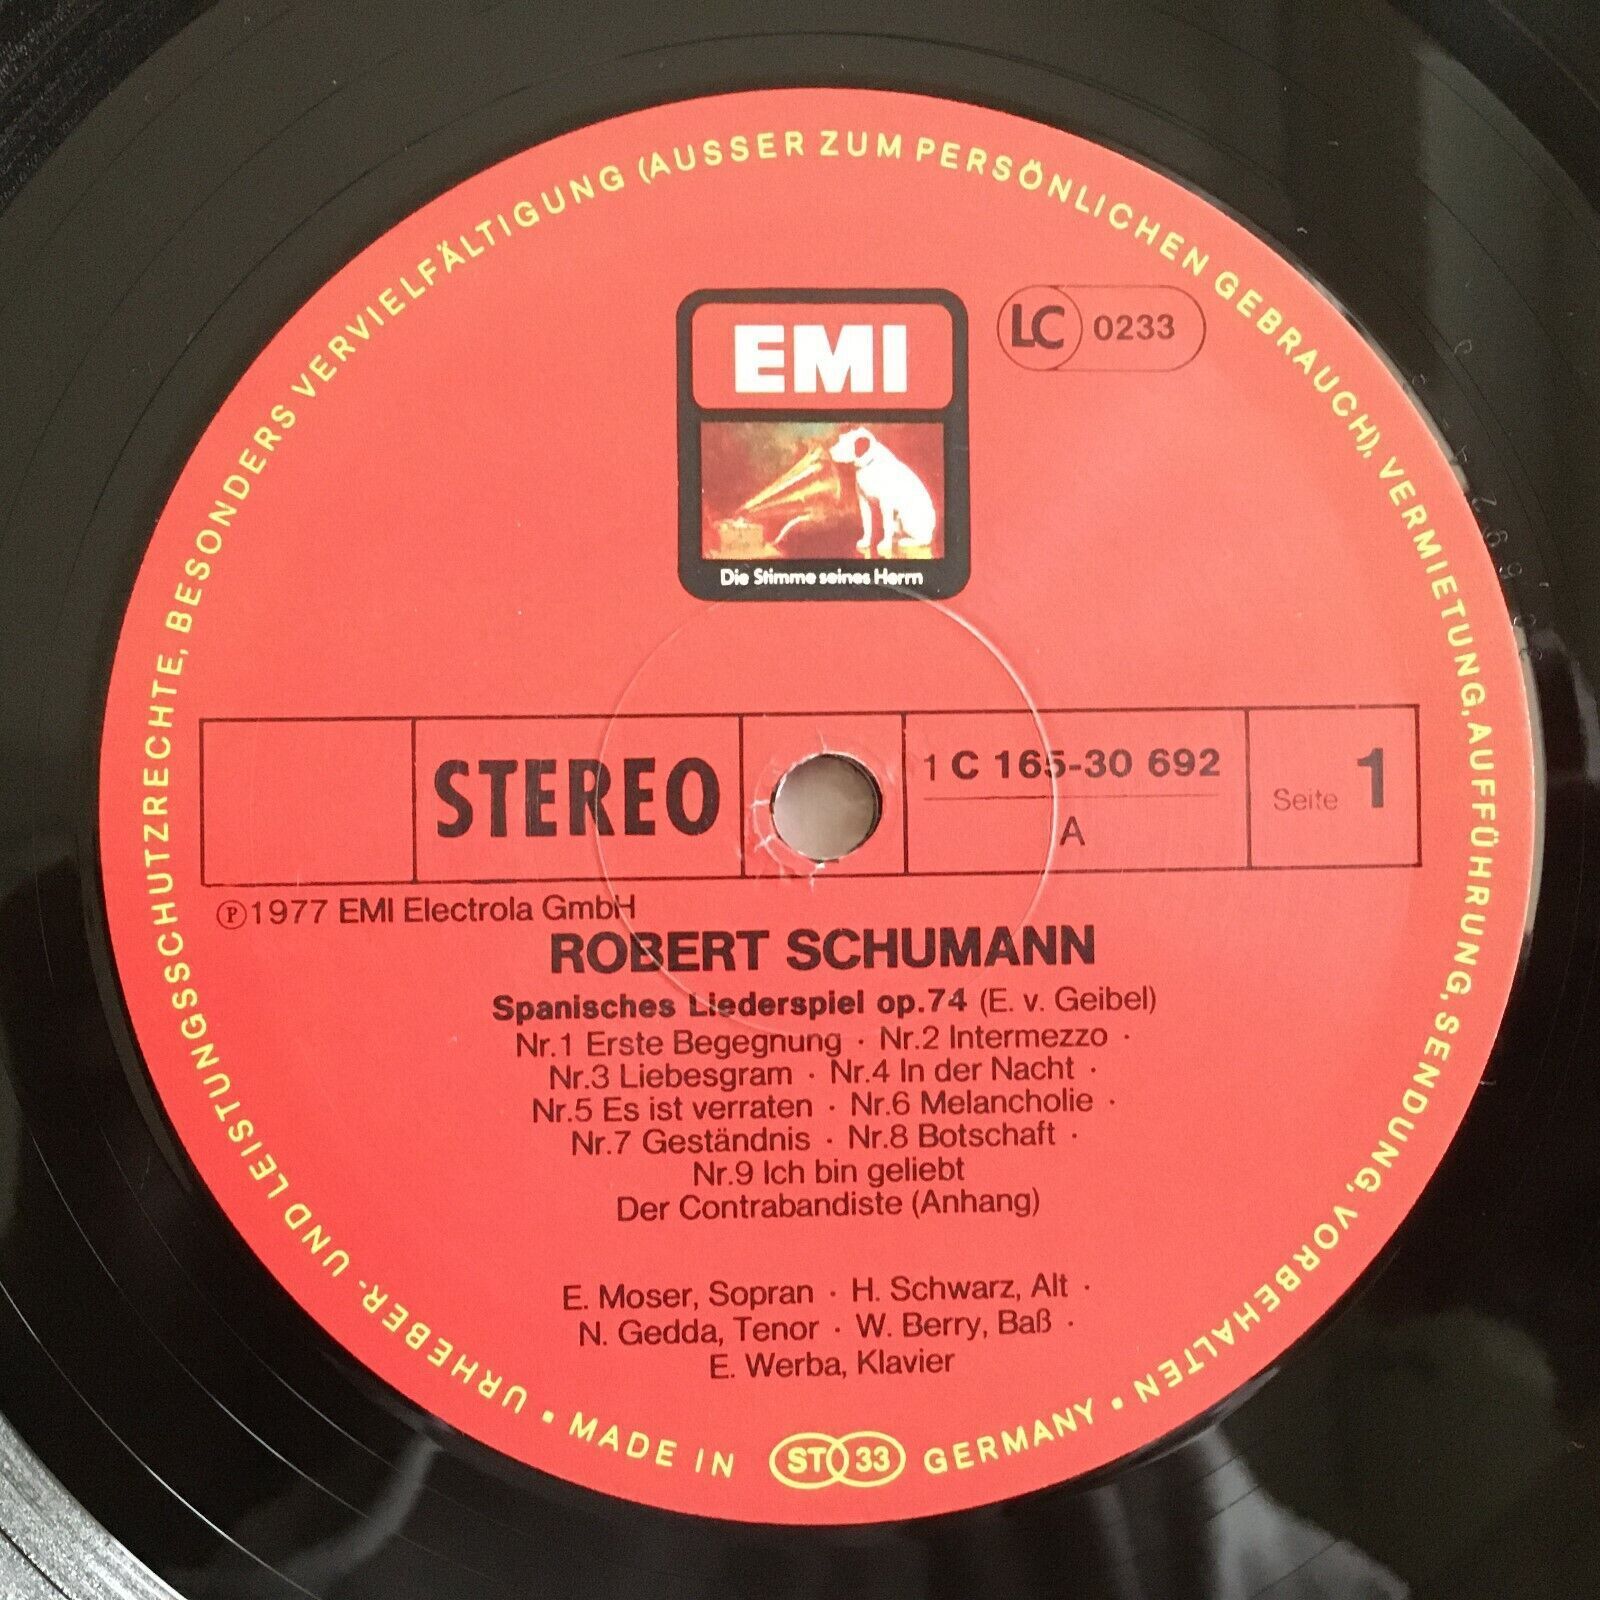 URHEBER- UND LEISTUNGSSCHUTZRECHTE, BESONDERS VERVIELFÄLTIGUNG (AUSSER ZUM PERSÖNLICHEN GEBRAUCH), VERMIETUNG, AUFFÜHRUNG, SENDUNG, VORBEHALTEN •
EMI
LC 0233
Die Stimme seines Herrn
STEREO
1 C 165-30 692
A
Seite 1
℗1977 EMI Electrola GmbH
ROBERT SCHUMANN
Spanisches Liederspiel op.74 (E. v. Geibel)
Nr.1 Erste Begegnung · Nr.2 Intermezzo ·
Nr.3 Liebesgram · Nr.4 In der Nacht ·
Nr.5 Es ist verraten · Nr.6 Melancholie ·
Nr.7 Geständnis · Nr.8 Botschaft ·
Nr.9 Ich bin geliebt
Der Contrabandiste (Anhang)
E. Moser, Sopran · H. Schwarz, Alt ·
N. Gedda, Tenor · W. Berry, Baß ·
E. Werba, Klavier
• MADE IN ST 33 GERMANY